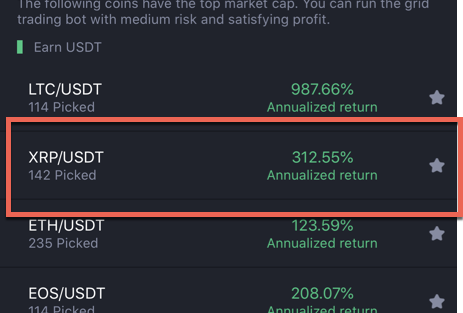 The following coins have the top market cap. You can run the grid
trading bot with medium risk and satisfying profit.
Earn USDT
LTC/USDT 987.66%
114 Picked Annualized return
XRP/USDT 312.55%
142 Picked Annualized return
ETH/USDT 123.59%
235 Picked Annualized return
EOS/USDT 208.07%
114 Picked Annualized return